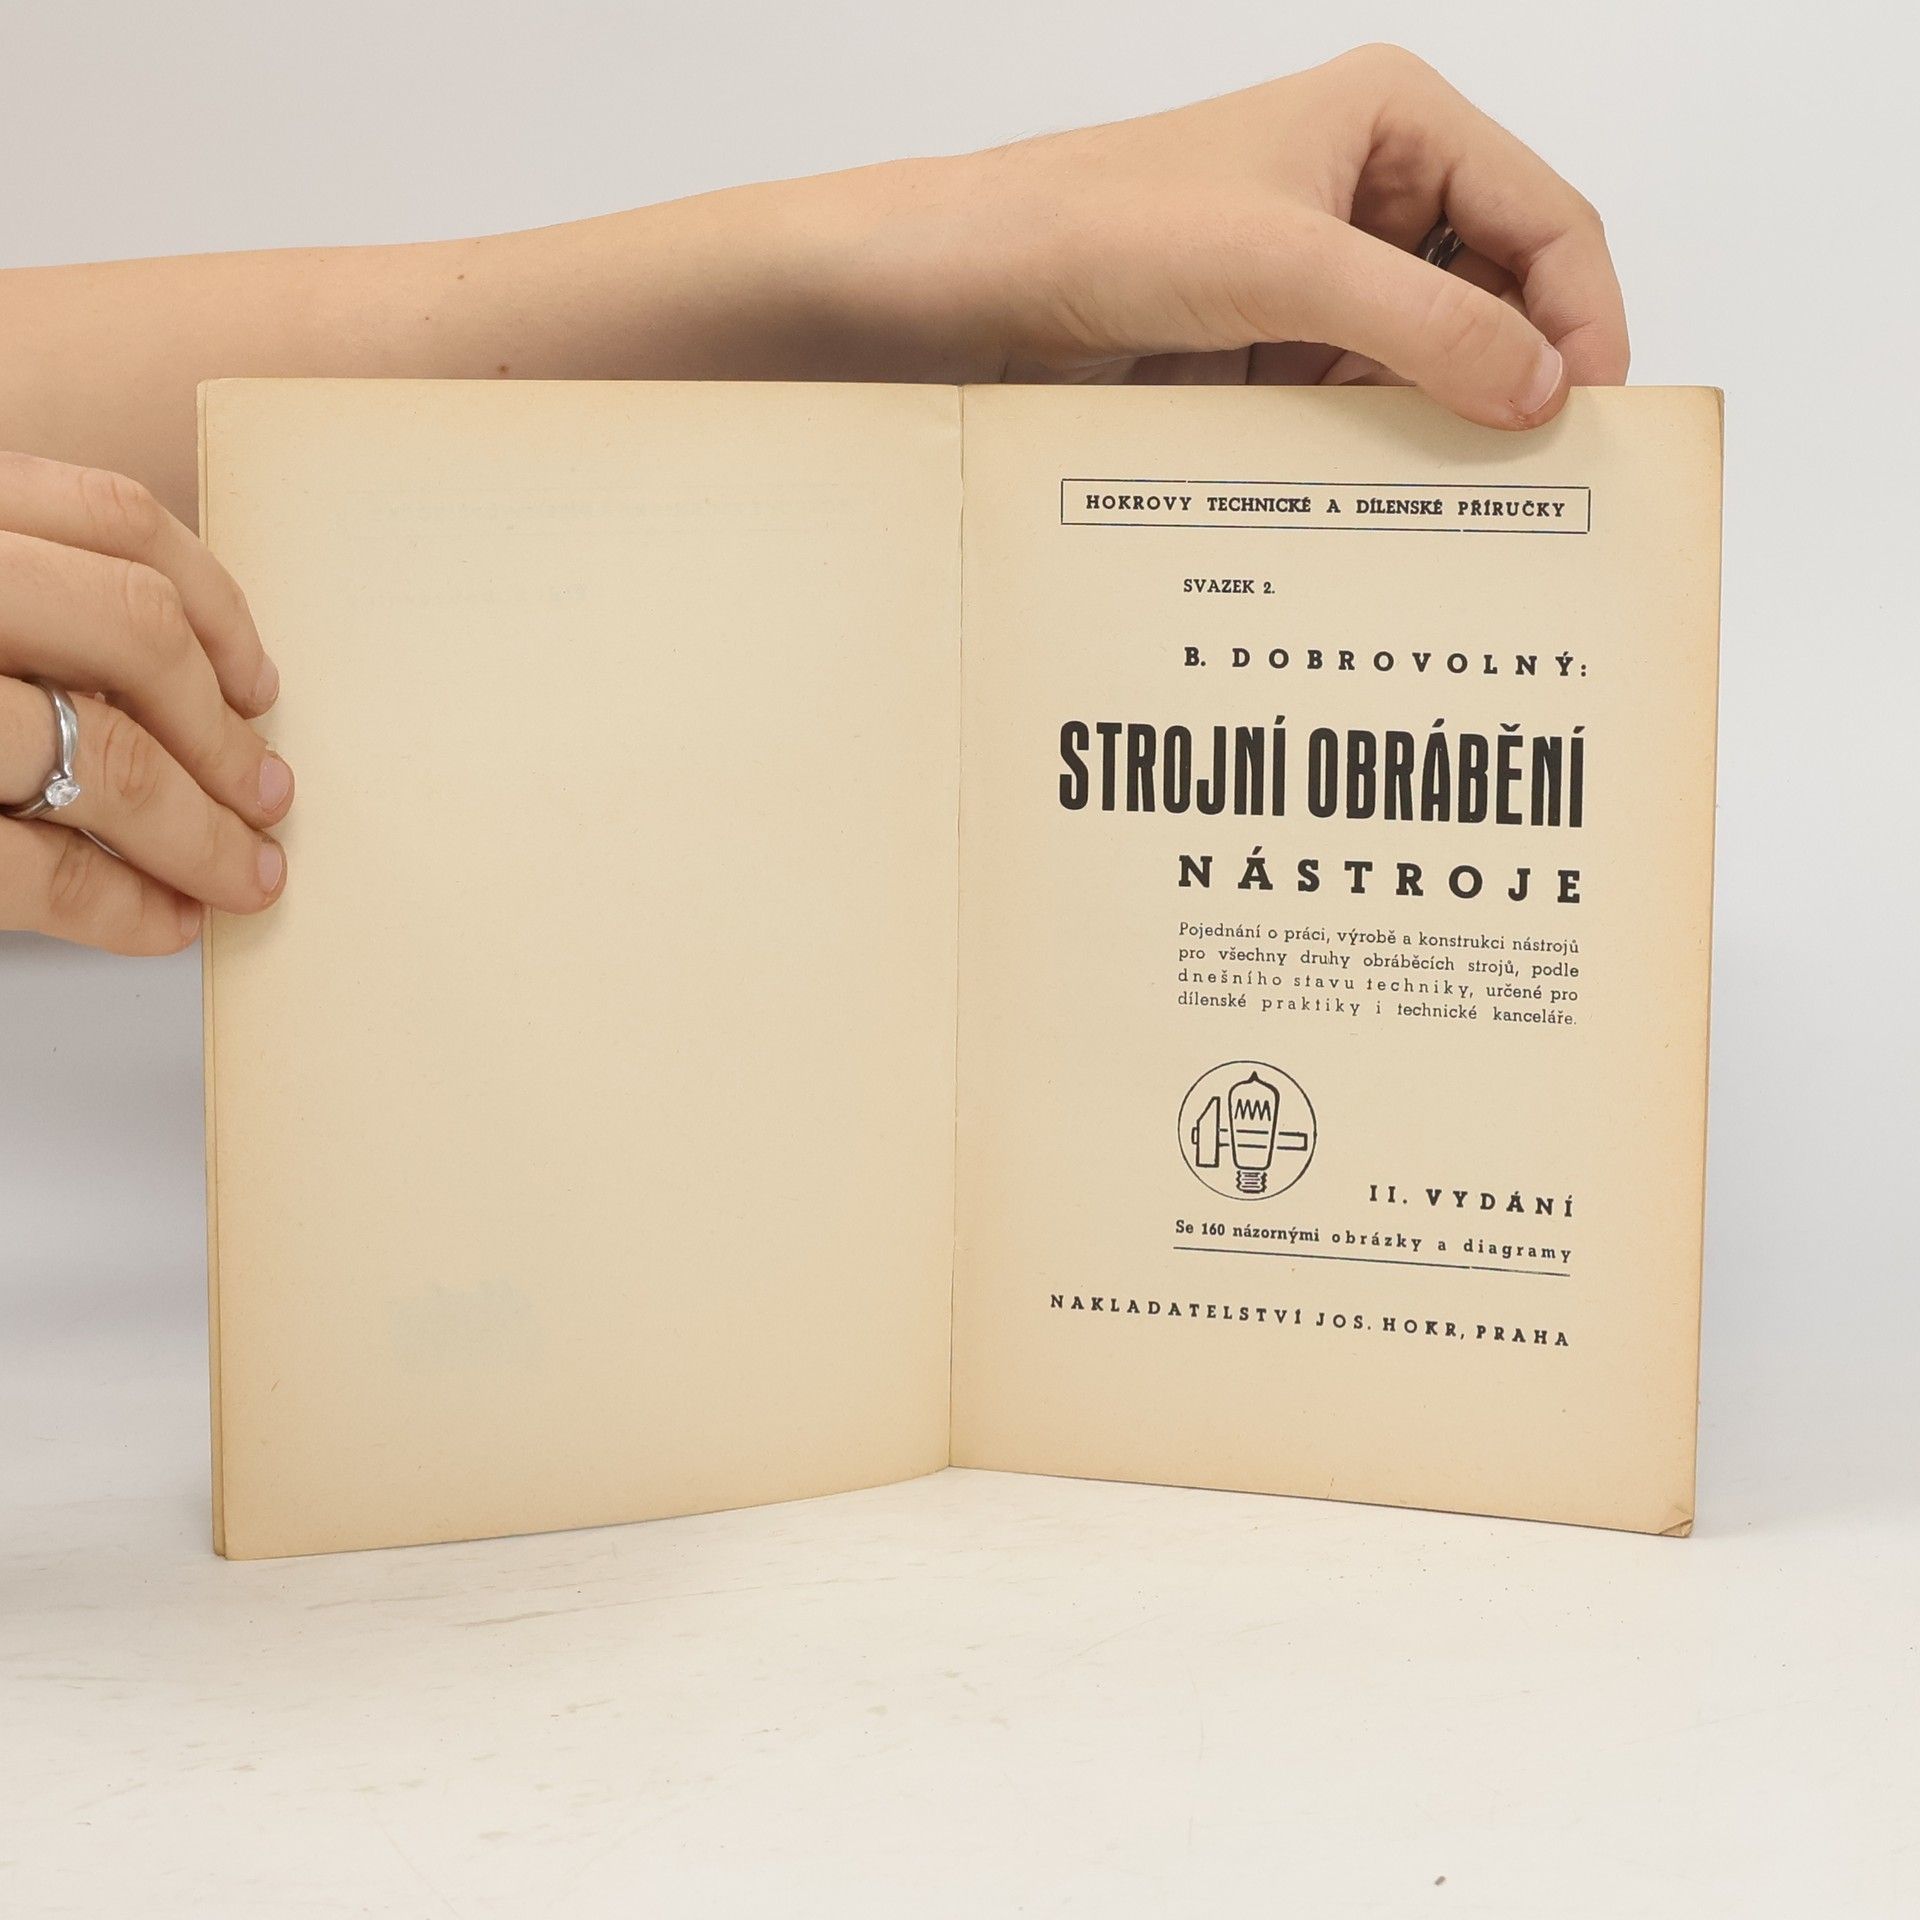 HOKROVY TECHNICKÉ A DÍLENSKÉ PŘÍRUČKY
SVAZEK 2.
B. DOBROVOLNÝ:
STROJNÍ OBRÁBĚNÍ
NÁSTROJE
Pojednání o práci, výrobě a konstrukci nástrojů
pro všechny druhy obráběcích strojů, podle
dnešního stavu techniky, určené pro
dílenské praktiky i technické kanceláře.
II. VYDÁNÍ
Se 160 názornými obrázky a diagramy
NAKLADATELSTVÍ JOS. HOKR, PRAHA